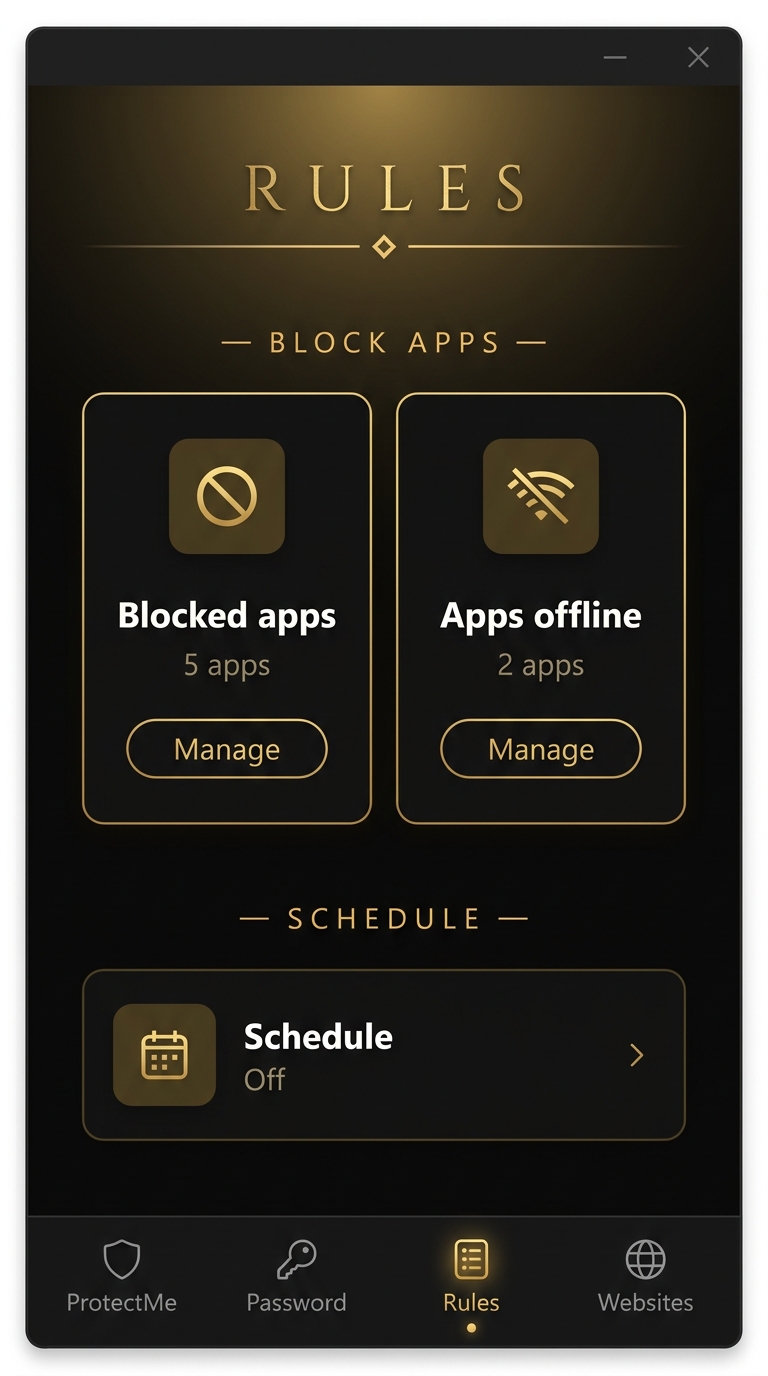 RULES
— BLOCK APPS —
Blocked apps
5 apps
Manage
Apps offline
2 apps
Manage
— SCHEDULE —
Schedule
Off
ProtectMe
Password
Rules
Websites